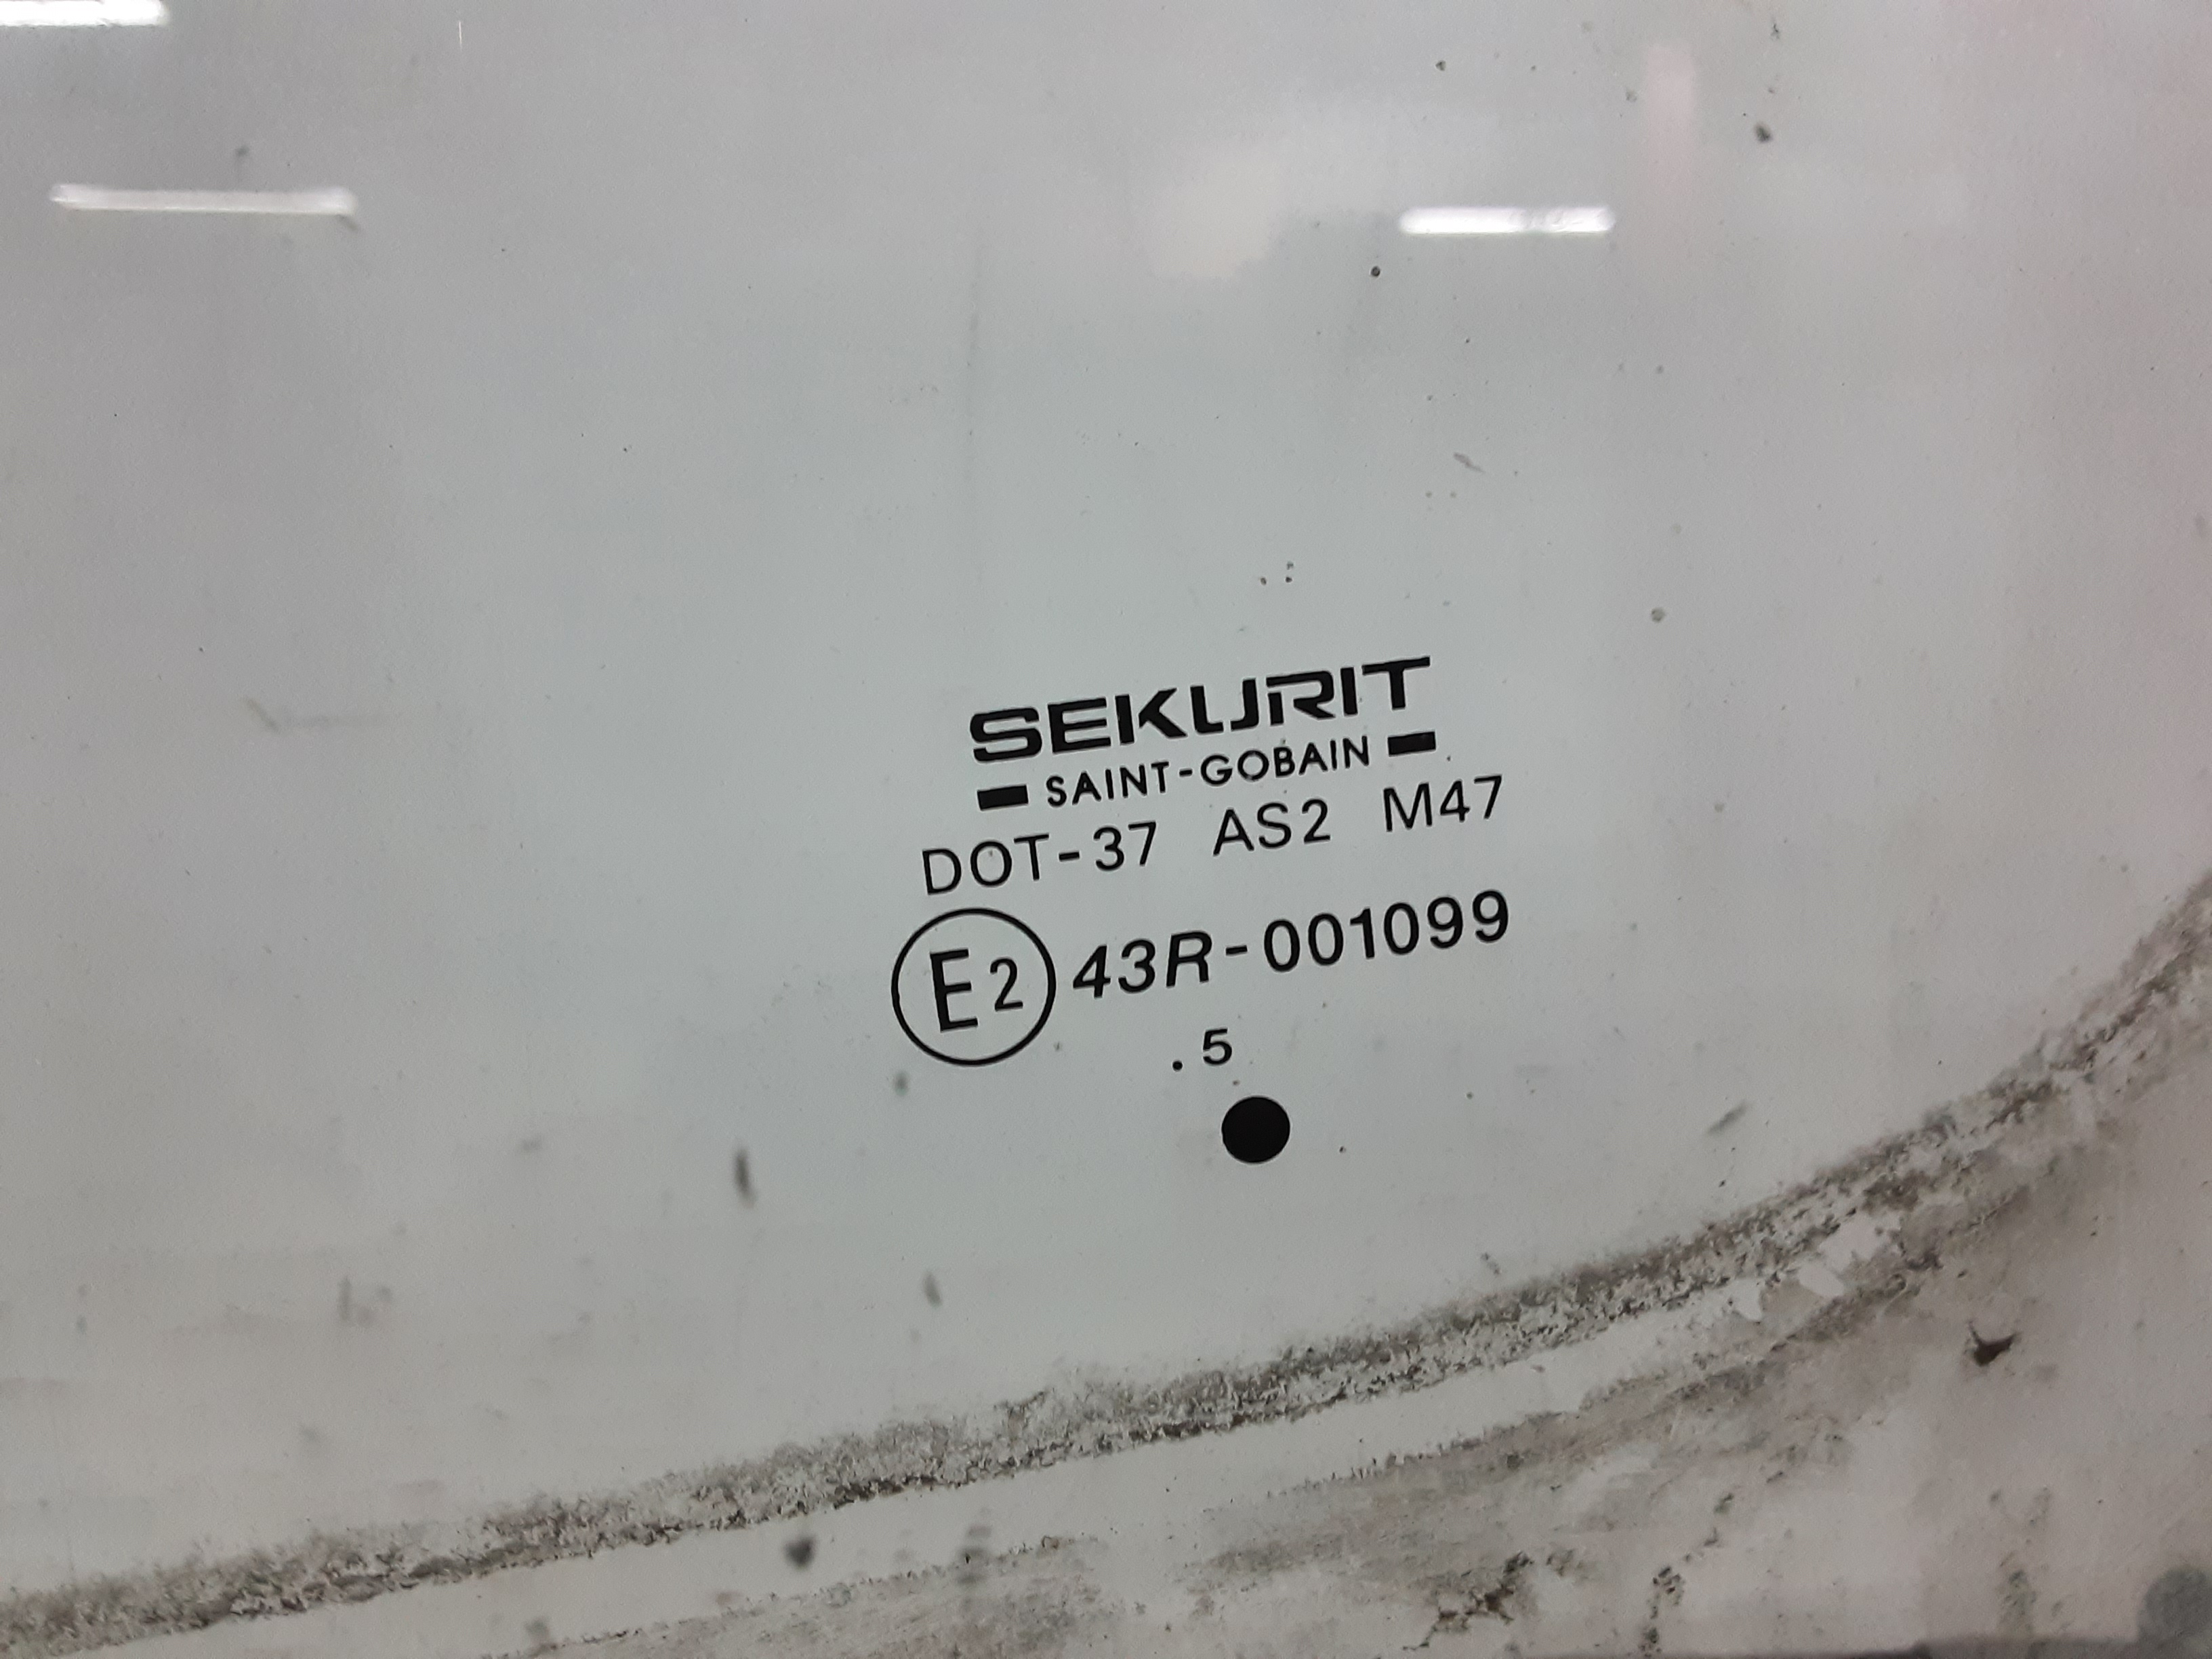 SEKURIT
SAINT-GOBAIN
DOT-37 AS2 M47
E2 43R-001099
.5